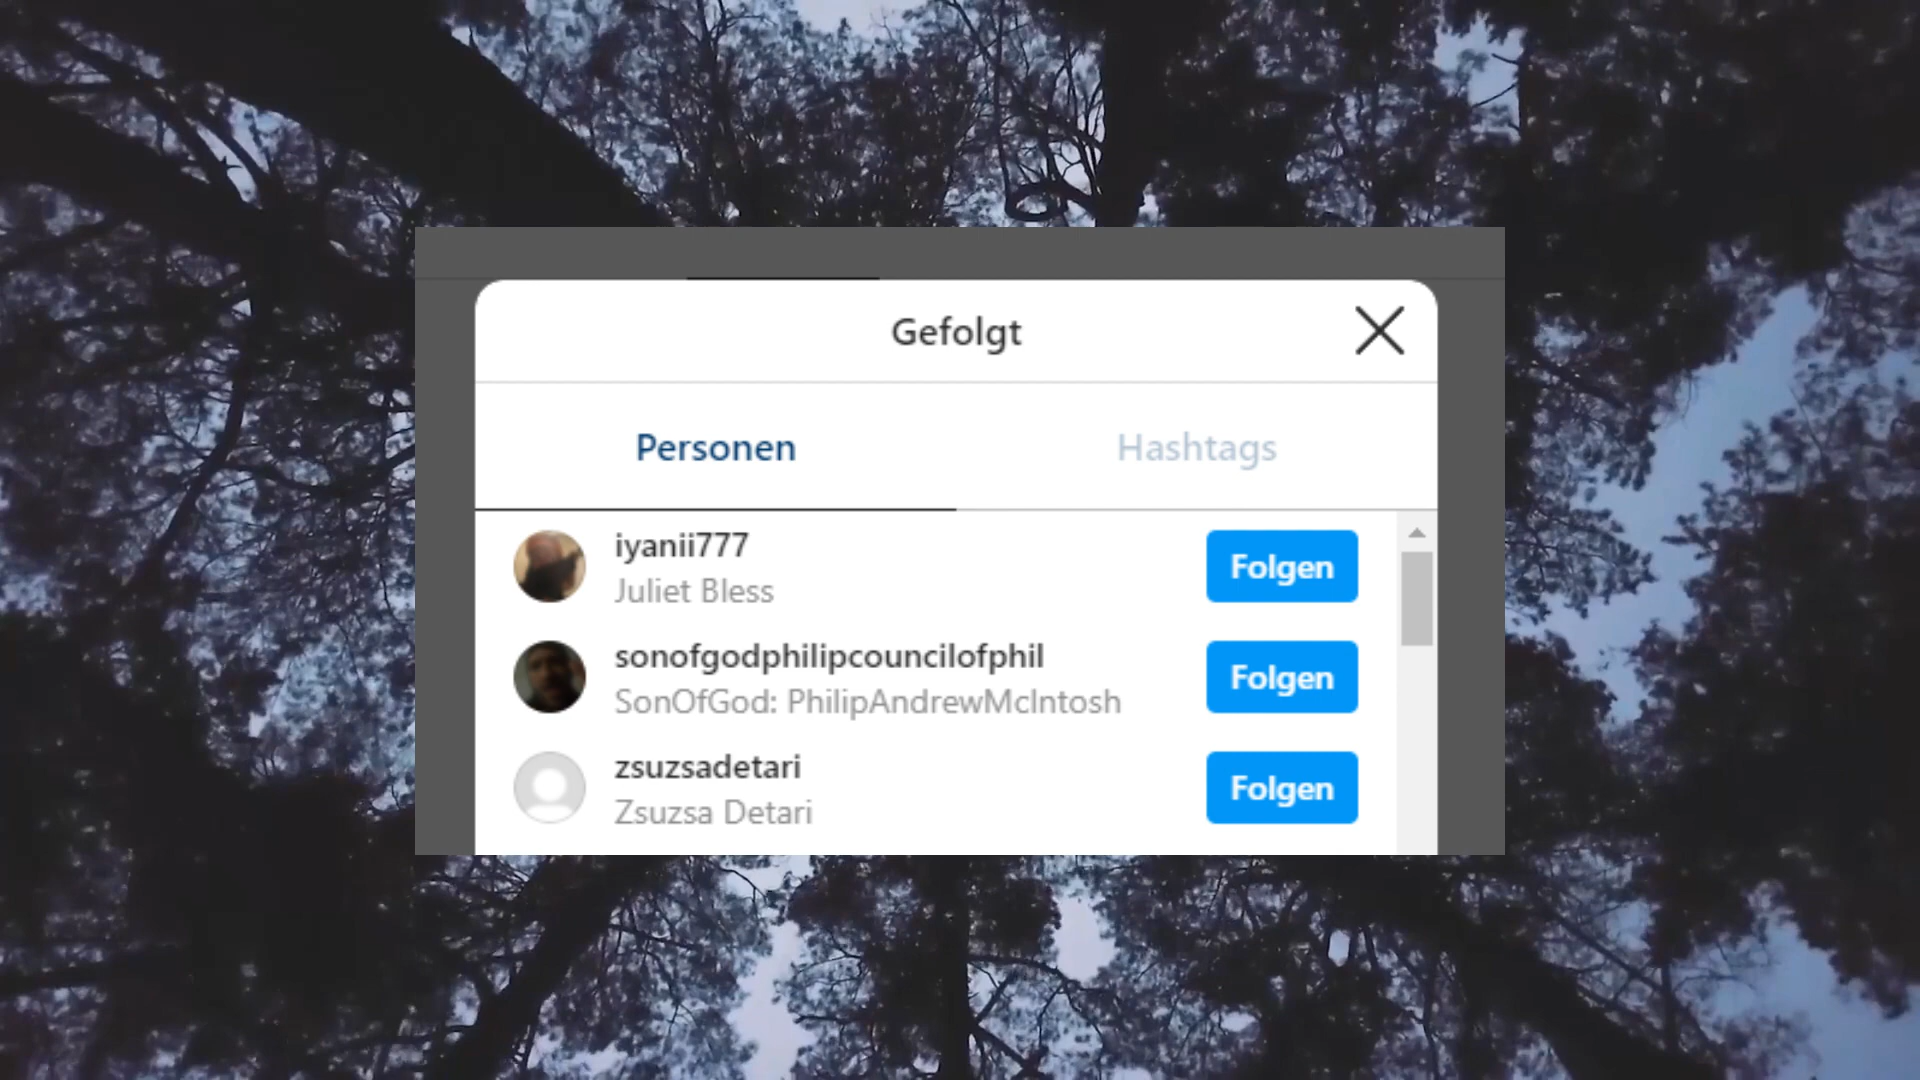 Gefolgt
Personen
Hashtags
iyanii777
Juliet Bless
Folgen
sonofgodphilipcouncilofphil
SonOfGod: PhilipAndrewMcIntosh
Folgen
zsuzsadetari
Zsuzsa Detari
Folgen